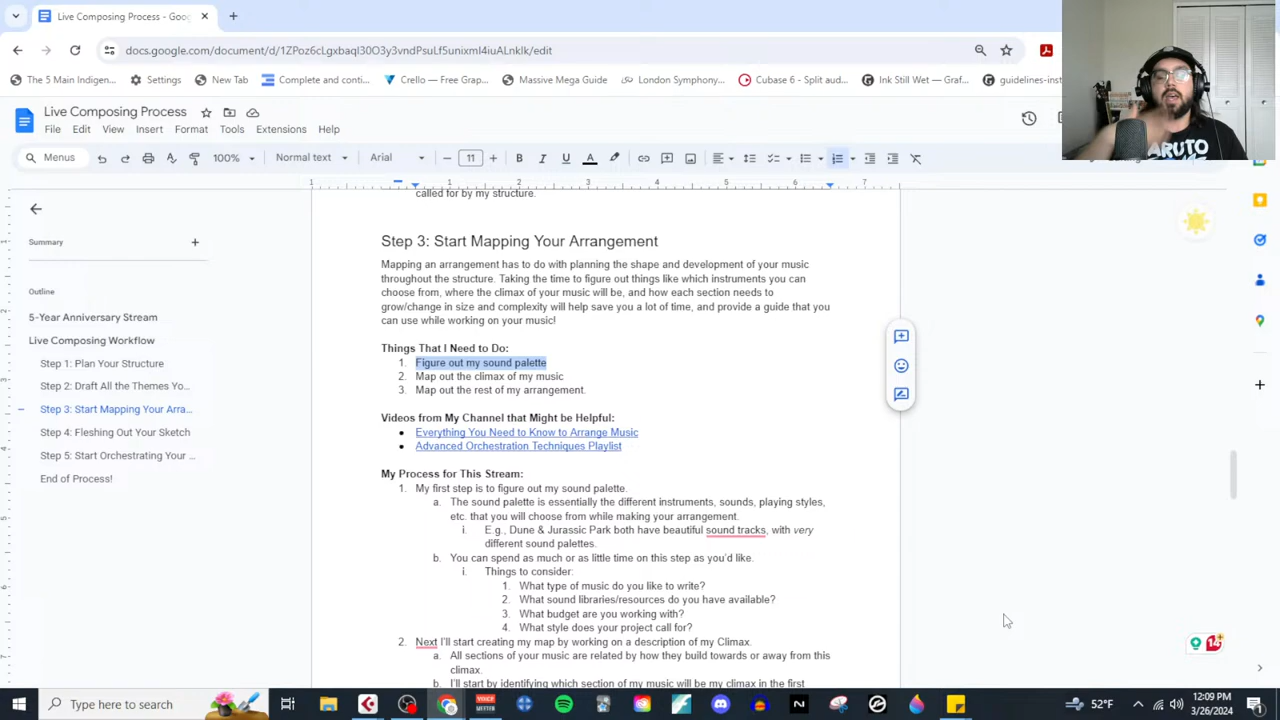 Live Composing Process - Goo
docs.google.com/document/d/1ZPoz6cLgxbaqI30O3y3vndPsuLf5unixmI4iuALnkIk/edit
The 5 Main Indigen...
Settings
New Tab
Complete and conti...
Crello — Free Grap...
Massive Mega Guide
London Symphony...
Cubase 6 - Split aud...
Ink Still Wet — Graf...
guidelines-inst
Live Composing Process
File Edit View Insert Format Tools Extensions Help
Menus 100% Normal text Arial 11
called for by my structure.
Step 3: Start Mapping Your Arrangement
Mapping an arrangement has to do with planning the shape and development of your music
throughout the structure. Taking the time to figure out things like which instruments you can
choose from, where the climax of your music will be, and how each section needs to
grow/change in size and complexity will help save you a lot of time, and provide a guide that you
can use while working on your music!
Things That I Need to Do:
1. Figure out my sound palette
2. Map out the climax of my music
3. Map out the rest of my arrangement.
Videos from My Channel that Might be Helpful:
Everything You Need to Know to Arrange Music
Advanced Orchestration Techniques Playlist
My Process for This Stream:
1. My first step is to figure out my sound palette.
a. The sound palette is essentially the different instruments, sounds, playing styles,
etc. that you will choose from while making your arrangement.
i. E.g., Dune & Jurassic Park both have beautiful sound tracks, with very
different sound palettes.
b. You can spend as much or as little time on this step as you'd like.
i. Things to consider:
1. What type of music do you like to write?
2. What sound libraries/resources do you have available?
3. What budget are you working with?
4. What style does your project call for?
2. Next I'll start creating my map by working on a description of my Climax.
a. All sections of your music are related by how they build towards or away from this
climax.
b. I'll start by identifying which section of my music will be my climax in the first
Summary
Outline
5-Year Anniversary Stream
Live Composing Workflow
Step 1: Plan Your Structure
Step 2: Draft All the Themes Yo...
Step 3: Start Mapping Your Arra...
Step 4: Fleshing Out Your Sketch
Step 5: Start Orchestrating Your ...
End of Process!
NARUTO
14
Type here to search
52°F
12:09 PM
3/26/2024